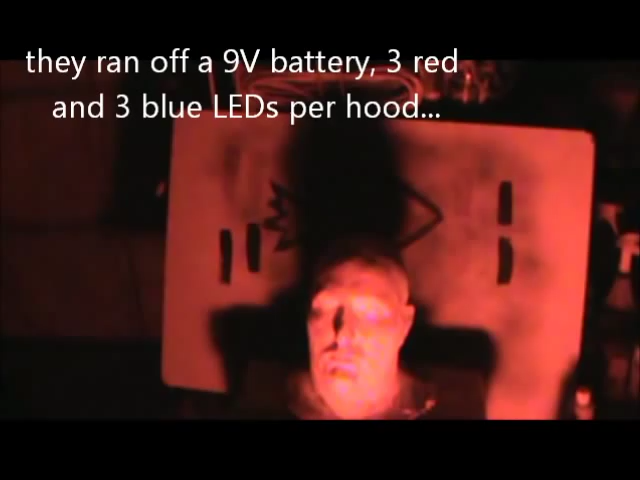 they ran off a 9V battery, 3 red
and 3 blue LEDs per hood...